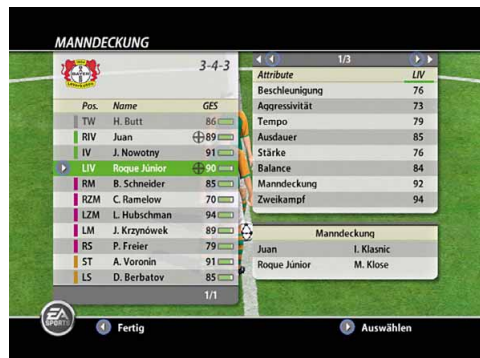 MANNDECKUNG
3-4-3
BAYER
Pos. Name GES
TW H. Butt 86
RIV Juan 89
IV J. Nowotny 91
LIV Roque Júnior 90
RM B. Schneider 85
RZM C. Ramelow 70
LZM L. Hubschman 94
LM J. Krzynówek 89
RS P. Freier 79
ST A. Voronin 91
LS D. Berbatov 85
1/1
1/3
Attribute LIV
Beschleunigung 76
Aggressivität 73
Tempo 79
Ausdauer 85
Stärke 76
Balance 84
Manndeckung 92
Zweikampf 94
Manndeckung
Juan I. Klasnic
Roque Júnior M. Klose
EA
SPORTS
Fertig
Auswählen